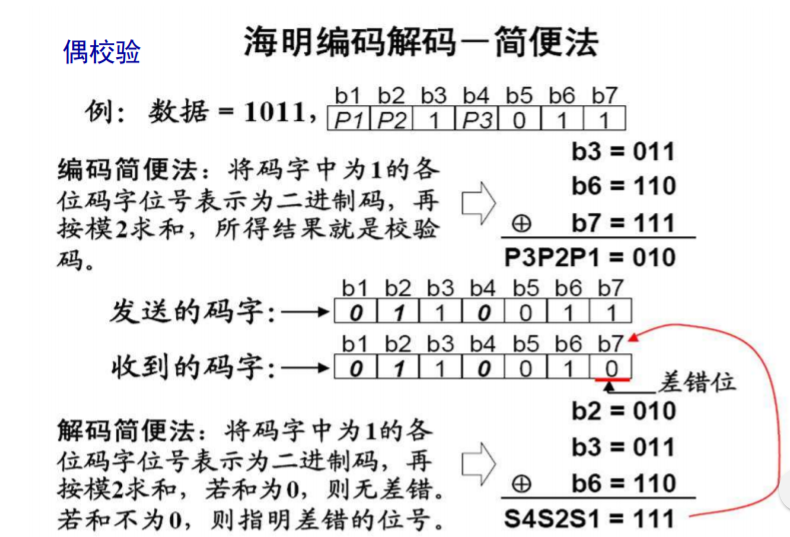 偶校验
海明编码解码－简便法
b1 b2 b3 b4 b5 b6 b7
例：数据 = 1011, P1 P2 1 P3 0 1 1
编码简便法：将码字中为1的各
位码字位号表示为二进制码，再
按模2求和，所得结果就是校验
码。
b3 = 011
b6 = 110
⊕ b7 = 111
P3P2P1 = 010
b1 b2 b3 b4 b5 b6 b7
发送的码字: 0 1 1 0 0 1 1
b1 b2 b3 b4 b5 b6 b7
收到的码字: 0 1 1 0 0 1 0
差错位
解码简便法：将码字中为1的各
位码字位号表示为二进制码，再
按模2求和，若和为0，则无差错。
若和不为0，则指明差错的位号。
b2 = 010
b3 = 011
⊕ b6 = 110
S4S2S1 = 111